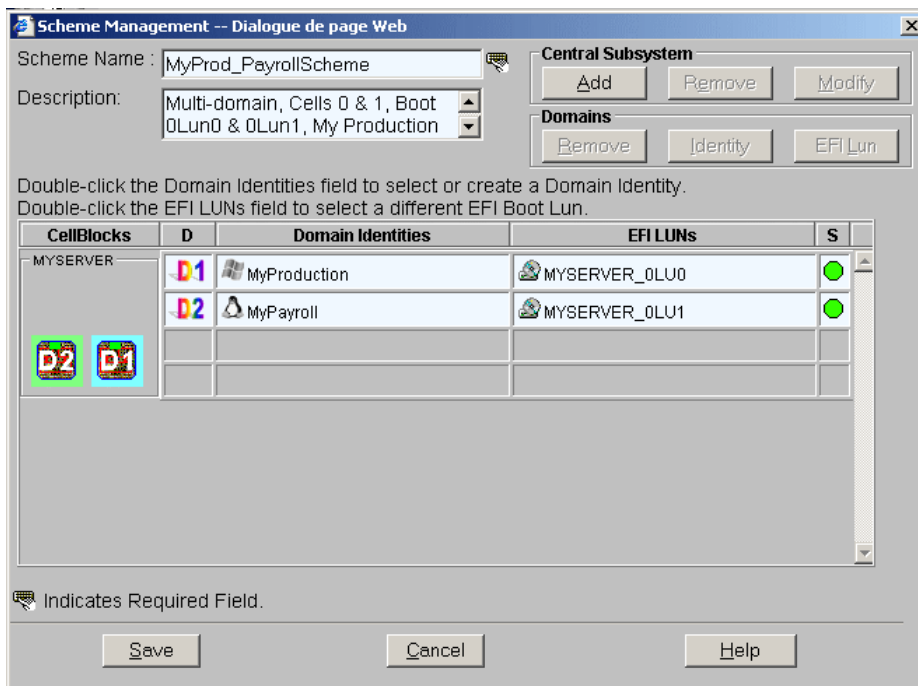 Scheme Management -- Dialogue de page Web
Scheme Name :
MyProd_PayrollScheme
Description:
Multi-domain, Cells 0 & 1, Boot
0Lun0 & 0Lun1, My Production
Central Subsystem
Add
Remove
Modify
Domains
Remove
Identity
EFI Lun
Double-click the Domain Identities field to select or create a Domain Identity.
Double-click the EFI LUNs field to select a different EFI Boot Lun.
CellBlocks D Domain Identities EFI LUNs S
MYSERVER
D1 MyProduction MYSERVER_0LU0
D2 MyPayroll MYSERVER_0LU1
D2 D1
Indicates Required Field.
Save
Cancel
Help